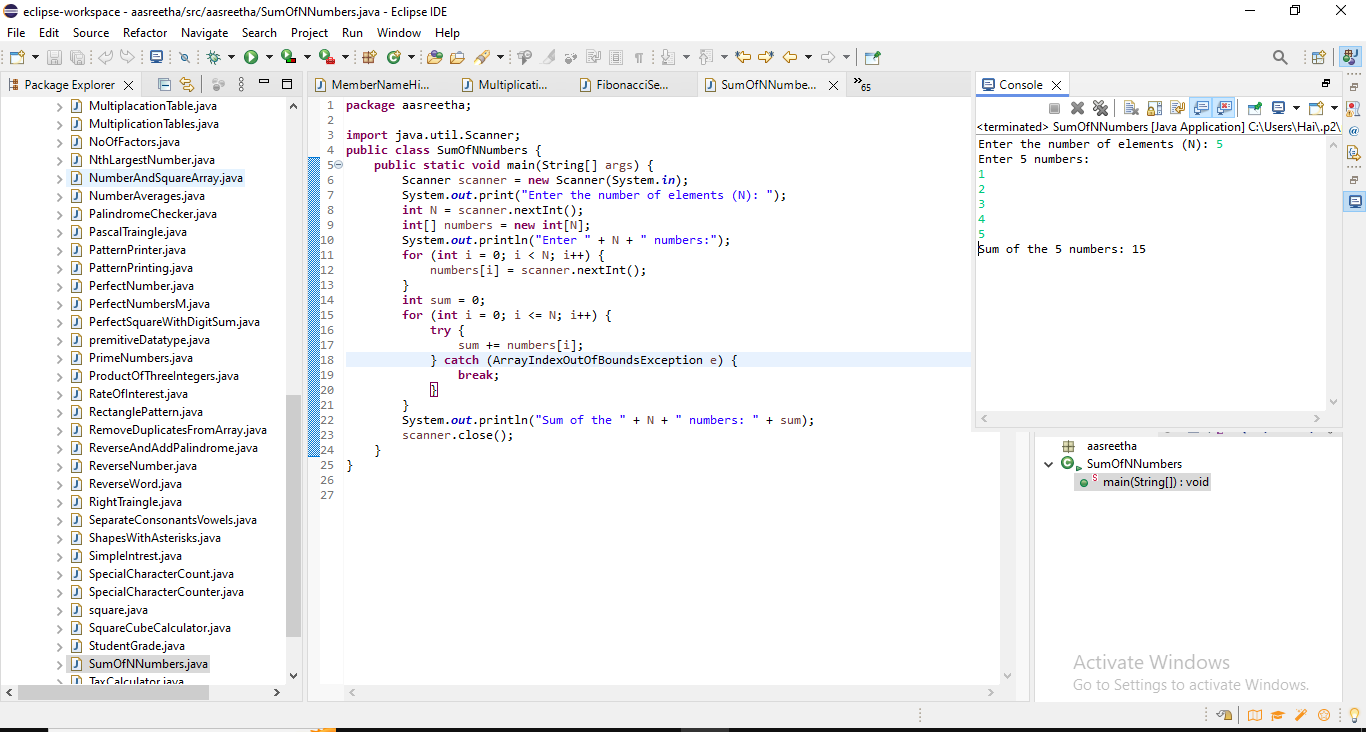 eclipse-workspace - aasreetha/src/aasreetha/SumOfNNumbers.java - Eclipse IDE
File Edit Source Refactor Navigate Search Project Run Window Help
Package Explorer
MultiplacationTable.java
MultiplicationTables.java
NoOfFactors.java
NthLargestNumber.java
NumberAndSquareArray.java
NumberAverages.java
PalindromeChecker.java
PascalTraingle.java
PatternPrinter.java
PatternPrinting.java
PerfectNumber.java
PerfectNumbersM.java
PerfectSquareWithDigitSum.java
premitiveDatatype.java
PrimeNumbers.java
ProductOfThreeIntegers.java
RateOfInterest.java
RectanglePattern.java
RemoveDuplicatesFromArray.java
ReverseAndAddPalindrome.java
ReverseNumber.java
ReverseWord.java
RightTraingle.java
SeparateConsonantsVowels.java
ShapesWithAsterisks.java
SimpleIntrest.java
SpecialCharacterCount.java
SpecialCharacterCounter.java
square.java
SquareCubeCalculator.java
StudentGrade.java
SumOfNNumbers.java
TaxCalculator.java
MemberNameHi... Multiplicati... FibonacciSe... SumOfNNumbe... »65
1 package aasreetha;
2
3 import java.util.Scanner;
4 public class SumOfNNumbers {
5 public static void main(String[] args) {
6 Scanner scanner = new Scanner(System.in);
7 System.out.print("Enter the number of elements (N): ");
8 int N = scanner.nextInt();
9 int[] numbers = new int[N];
10 System.out.println("Enter " + N + " numbers:");
11 for (int i = 0; i < N; i++) {
12 numbers[i] = scanner.nextInt();
13 }
14 int sum = 0;
15 for (int i = 0; i <= N; i++) {
16 try {
17 sum += numbers[i];
18 } catch (ArrayIndexOutOfBoundsException e) {
19 break;
20 }
21 }
22 System.out.println("Sum of the " + N + " numbers: " + sum);
23 scanner.close();
24 }
25 }
26
27
Console
<terminated> SumOfNNumbers [Java Application] C:\Users\Hai\.p2\
Enter the number of elements (N): 5
Enter 5 numbers:
1
2
3
4
5
Sum of the 5 numbers: 15
aasreetha
SumOfNNumbers
main(String[]) : void
Activate Windows
Go to Settings to activate Windows.